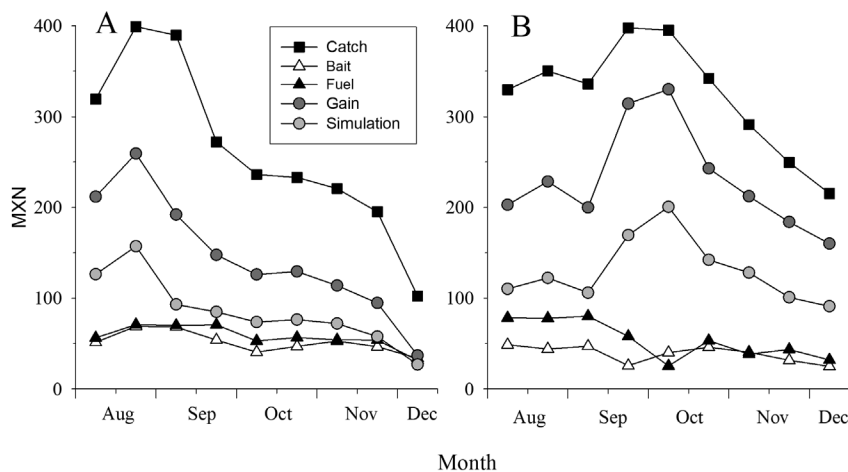 A
B
400
300
200
100
0
MXN
Catch
Bait
Fuel
Gain
Simulation
400
300
200
100
0
Aug Sep Oct Nov Dec
Aug Sep Oct Nov Dec
Month